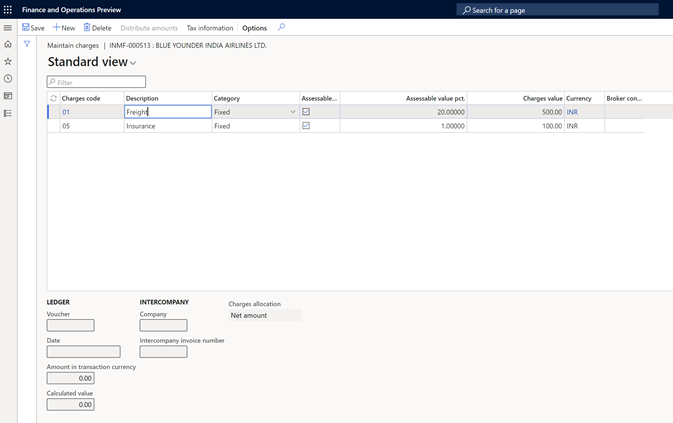 Finance and Operations Preview
Search for a page
Save
New
Delete
Distribute amounts
Tax information
Options
Maintain charges | INMF-000513 : BLUE YOUNDER INDIA AIRLINES LTD.
Standard view
Filter
Charges code Description Category Assessable... Assessable value pct. Charges value Currency Broker con...
01 Freight Fixed 20.00000 500.00 INR
05 Insurance Fixed 1.00000 100.00 INR
LEDGER
Voucher
Date
Amount in transaction currency
0.00
Calculated value
0.00
INTERCOMPANY
Company
Intercompany invoice number
Charges allocation
Net amount